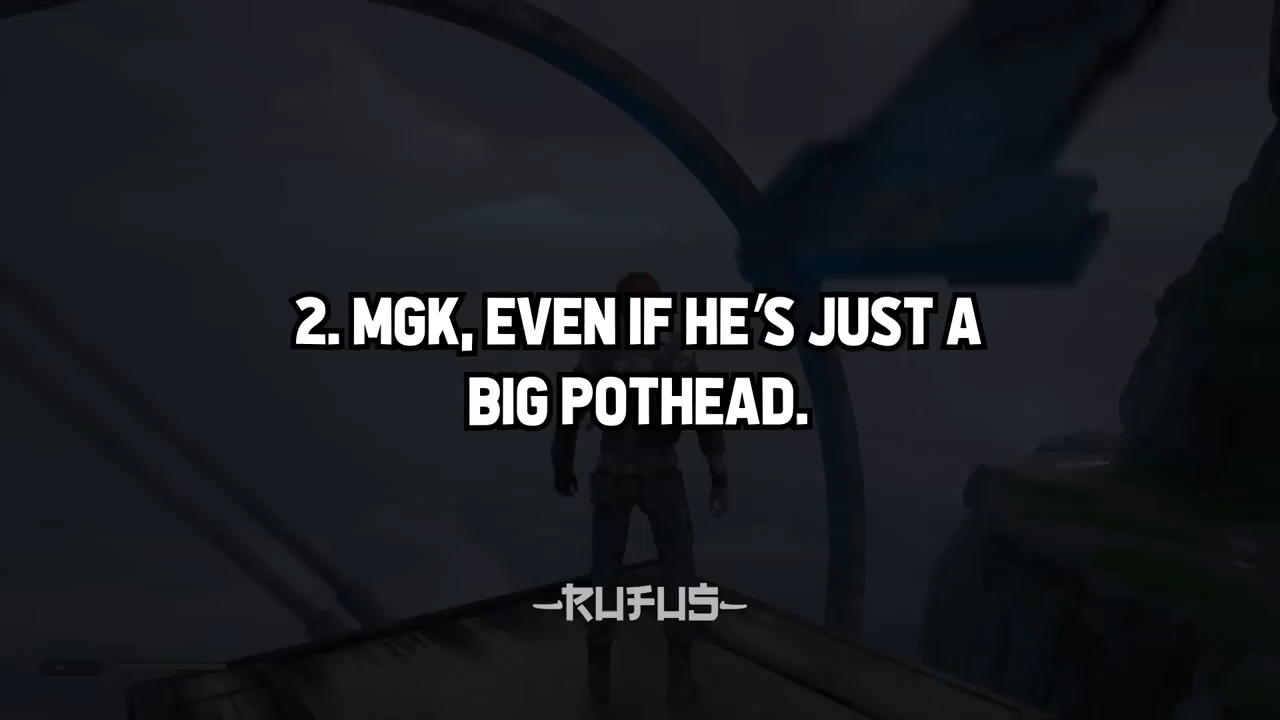 2. MGK, EVEN IF HE'S JUST A
BIG POTHEAD.
RUFUS